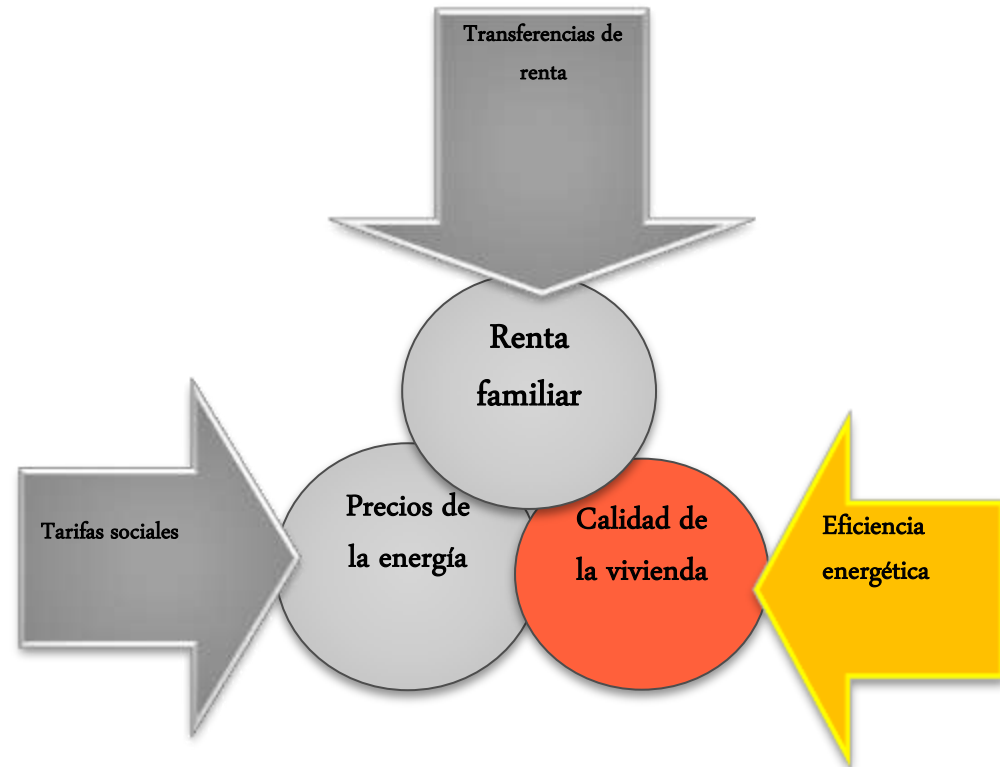 Transferencias de
renta
Renta
familiar
Precios de
la energía
Calidad de
la vivienda
Tarifas sociales
Eficiencia
energética